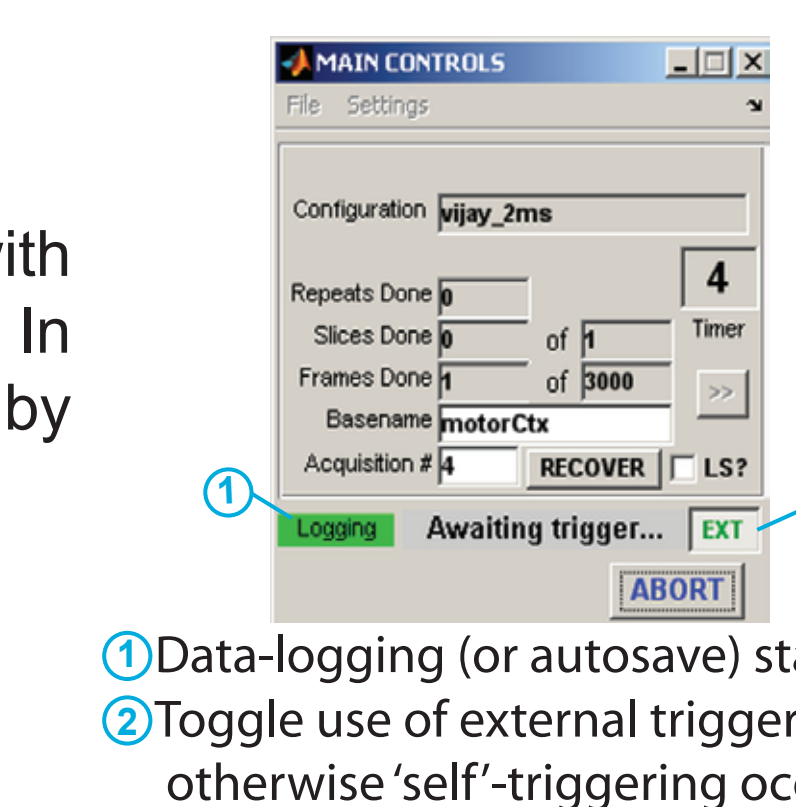 MAIN CONTROLS
File Settings
Configuration vijay_2ms
4
Repeats Done 0
Timer
Slices Done 0 of 1
Frames Done 1 of 3000
>>
Basename motorCtx
Acquisition # 4 RECOVER LS?
1
Logging Awaiting trigger... EXT
ABORT
ith
In
by
1 Data-logging (or autosave) sta
2 Toggle use of external trigger
otherwise 'self'-triggering occ